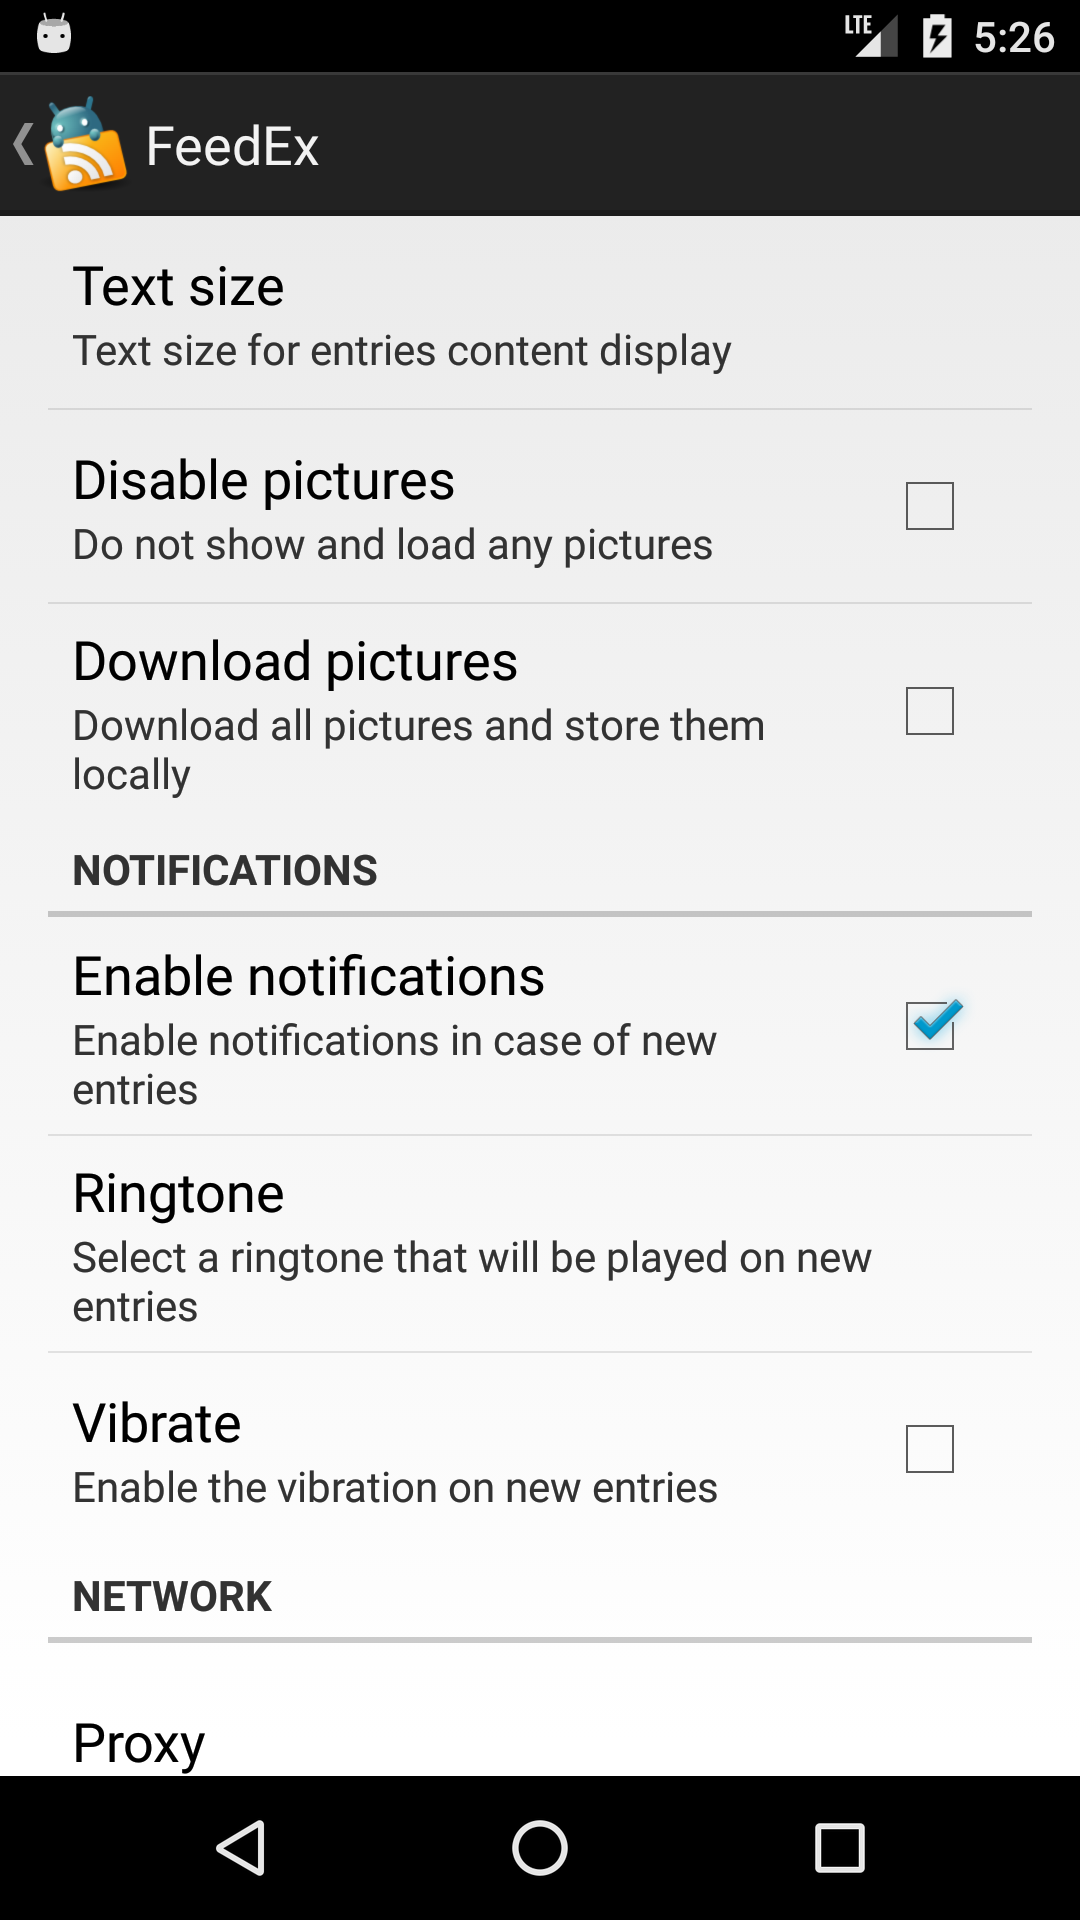 LTE 5:26
FeedEx
Text size
Text size for entries content display
Disable pictures
Do not show and load any pictures
Download pictures
Download all pictures and store them
locally
NOTIFICATIONS
Enable notifications
Enable notifications in case of new
entries
Ringtone
Select a ringtone that will be played on new
entries
Vibrate
Enable the vibration on new entries
NETWORK
Proxy